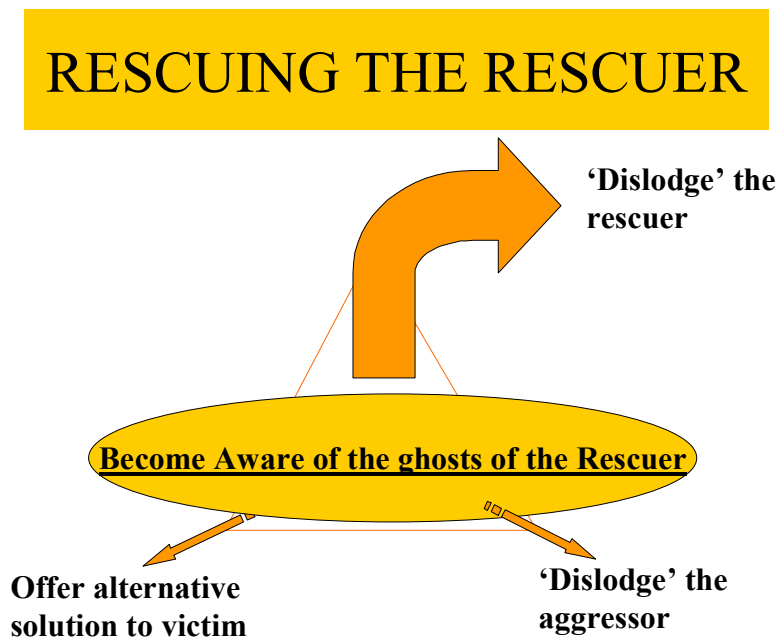 RESCUING THE RESCUER
‘Dislodge’ the
rescuer
Become Aware of the ghosts of the Rescuer
Offer alternative
solution to victim
‘Dislodge’ the
aggressor